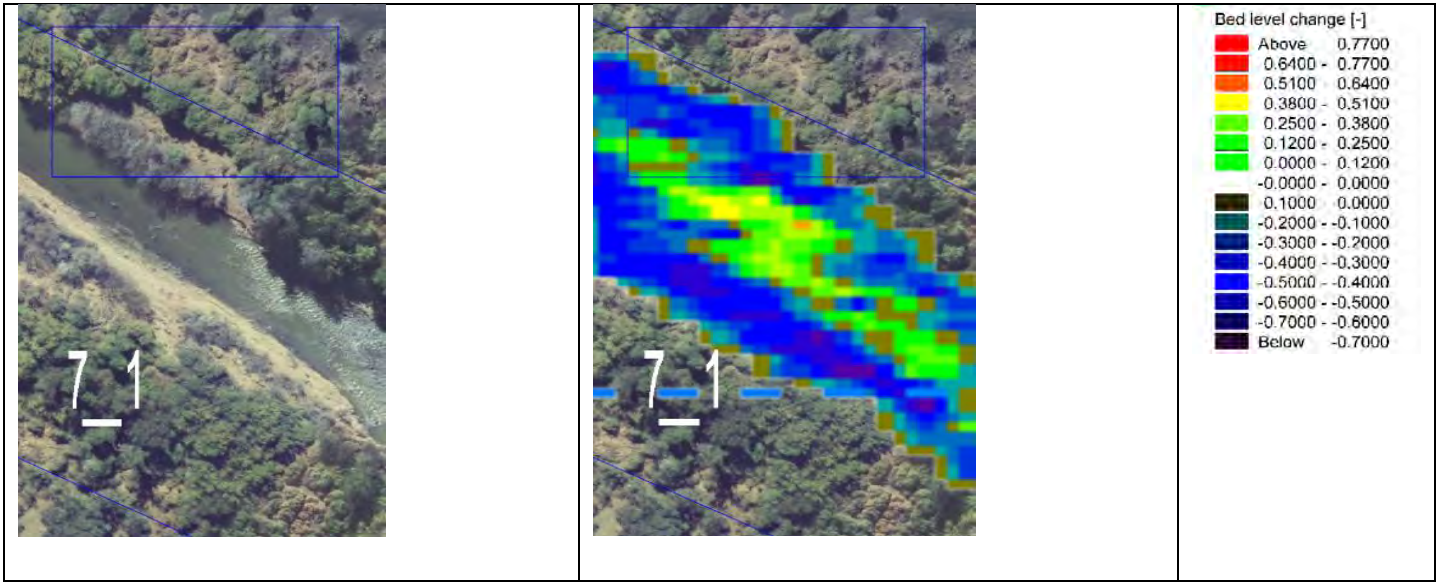 7_1
7_1
Bed level change [-]
Above 0.7700
0.6400 - 0.7700
0.5100 - 0.6400
0.3800 - 0.5100
0.2500 - 0.3800
0.1200 - 0.2500
0.0000 - 0.1200
-0.0000 - 0.0000
-0.1000 - 0.0000
-0.2000 - -0.1000
-0.3000 - -0.2000
-0.4000 - -0.3000
-0.5000 - -0.4000
-0.6000 - -0.5000
-0.7000 - -0.6000
Below -0.7000